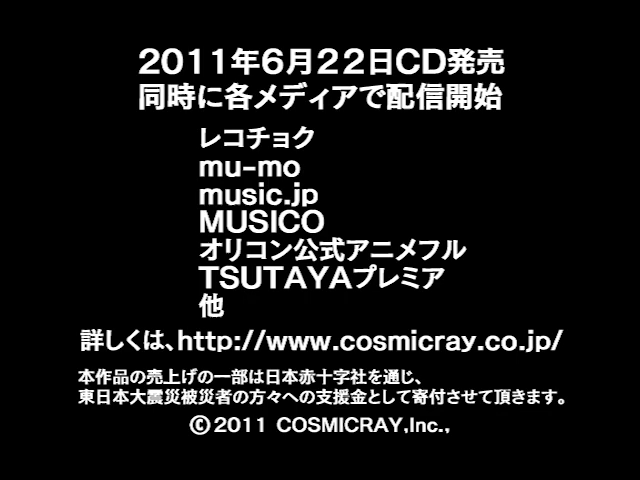 2011年6月22日CD発売
同時に各メディアで配信開始
レコチョク
mu-mo
music.jp
MUSICO
オリコン公式アニメフル
TSUTAYAプレミア
他
詳しくは、http://www.cosmicray.co.jp/
本作品の売上げの一部は日本赤十字社を通じ、
東日本大震災被災者の方々への支援金として寄付させて頂きます。
©2011 COSMICRAY,Inc.,